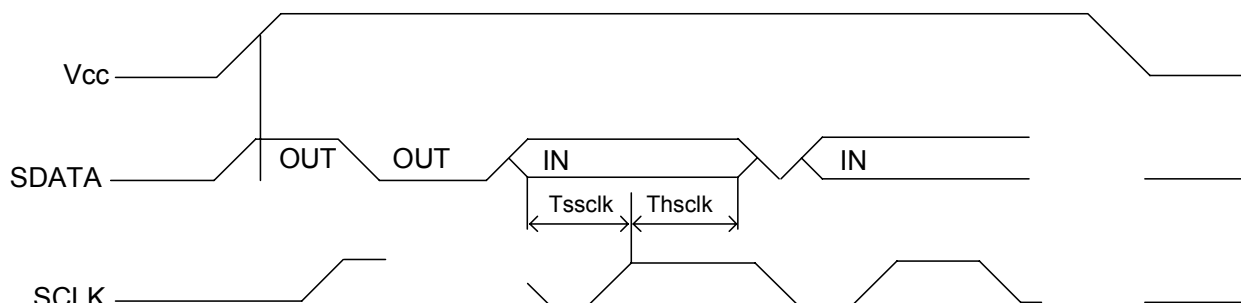 Vcc
SDATA OUT OUT IN IN
Tssclk Thsclk
SCLK